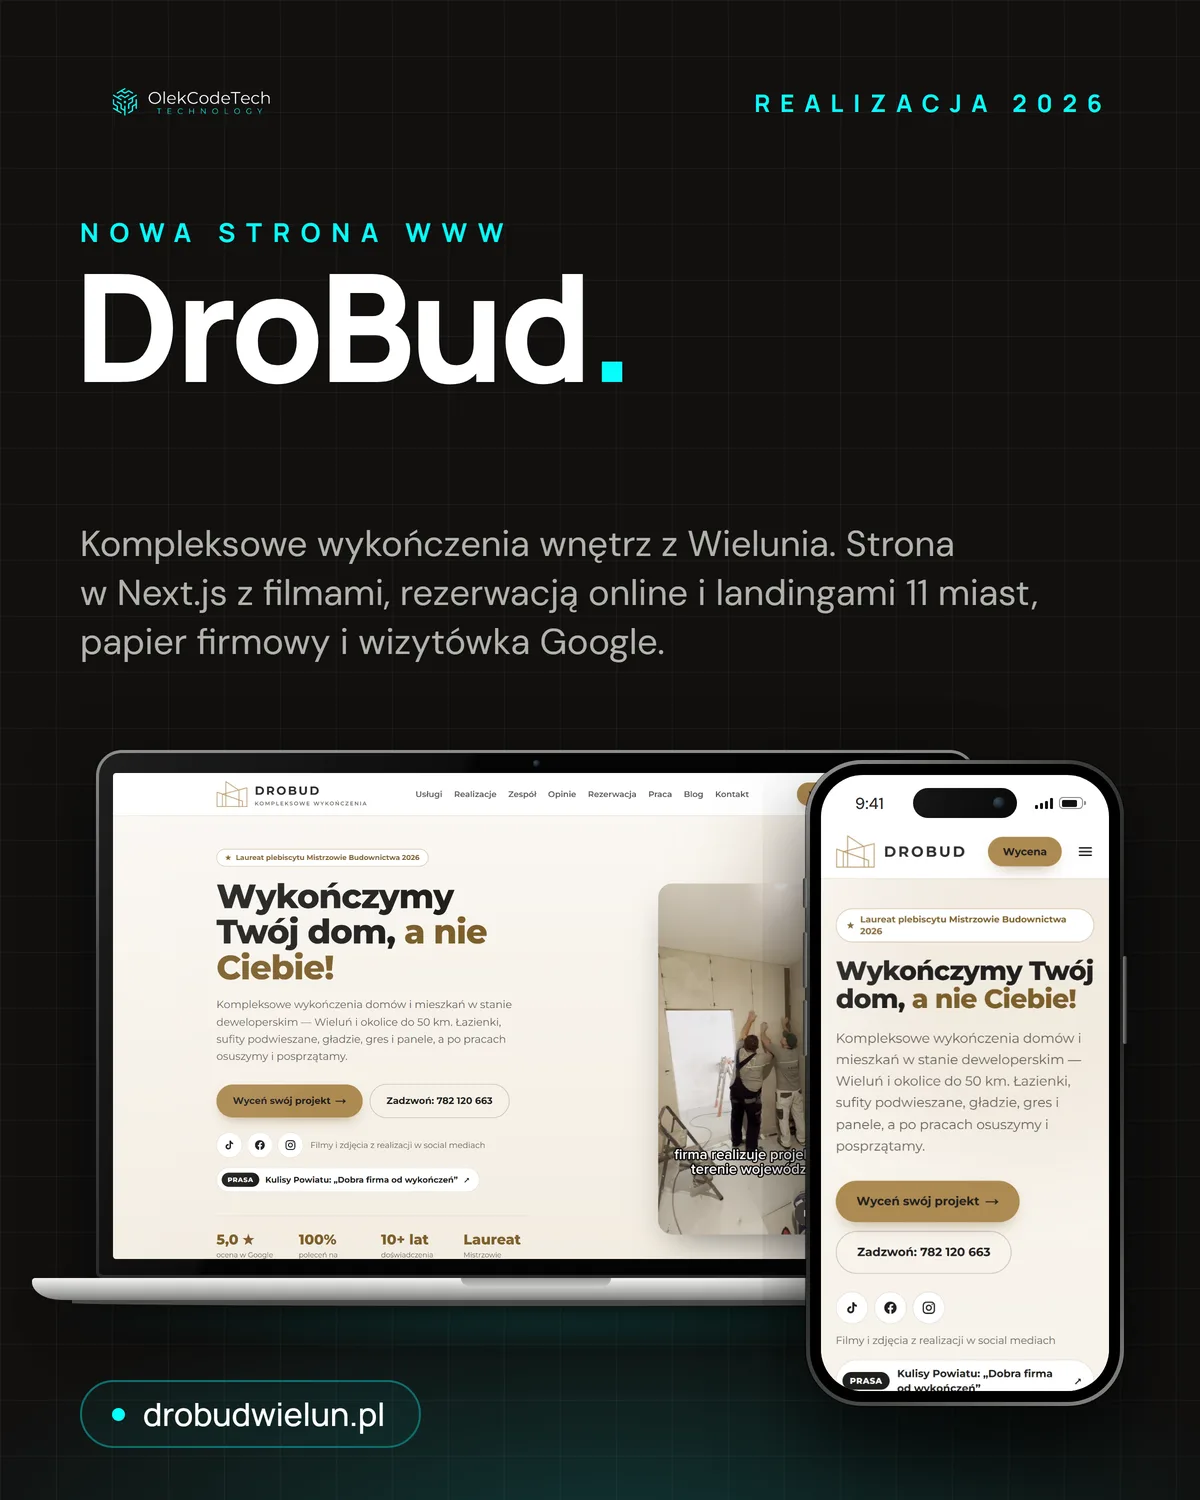 OlekCodeTech
TECHNOLOGY
REALIZACJA 2026
NOWA STRONA WWW
DroBud.
Kompleksowe wykończenia wnętrz z Wielunia. Strona
w Next.js z filmami, rezerwacją online i landingami 11 miast,
papier firmowy i wizytówka Google.
DROBUD
KOMPLEKSOWE WYKOŃCZENIA
Usługi Realizacje Zespół Opinie Rezerwacja Praca Blog Kontakt
★ Laureat plebiscytu Mistrzowie Budownictwa 2026
Wykończymy
Twój dom, a nie
Ciebie!
Kompleksowe wykończenia domów i mieszkań w stanie
deweloperskim — Wieluń i okolice do 50 km. Łazienki,
sufity podwieszane, gładzie, gres i panele, a po pracach
osuszymy i posprzątamy.
Wyceń swój projekt →
Zadzwoń: 782 120 663
Filmy i zdjęcia z realizacji w social mediach
PRASA Kulisy Powiatu: „Dobra firma od wykończeń” ↗
5,0 ★ 100% 10+ lat Laureat
ocena w Google poleceń na doświadczenia Mistrzowie
firma realizuje proje
terenie wojewódz
9:41
DROBUD
Wycena
★ Laureat plebiscytu Mistrzowie Budownictwa
2026
Wykończymy Twój
dom, a nie Ciebie!
Kompleksowe wykończenia domów i
mieszkań w stanie deweloperskim —
Wieluń i okolice do 50 km. Łazienki,
sufity podwieszane, gładzie, gres i
panele, a po pracach osuszymy i
posprzątamy.
Wyceń swój projekt →
Zadzwoń: 782 120 663
Filmy i zdjęcia z realizacji w social mediach
PRASA Kulisy Powiatu: „Dobra firma ↗
od wykończeń”
drobudwielun.pl